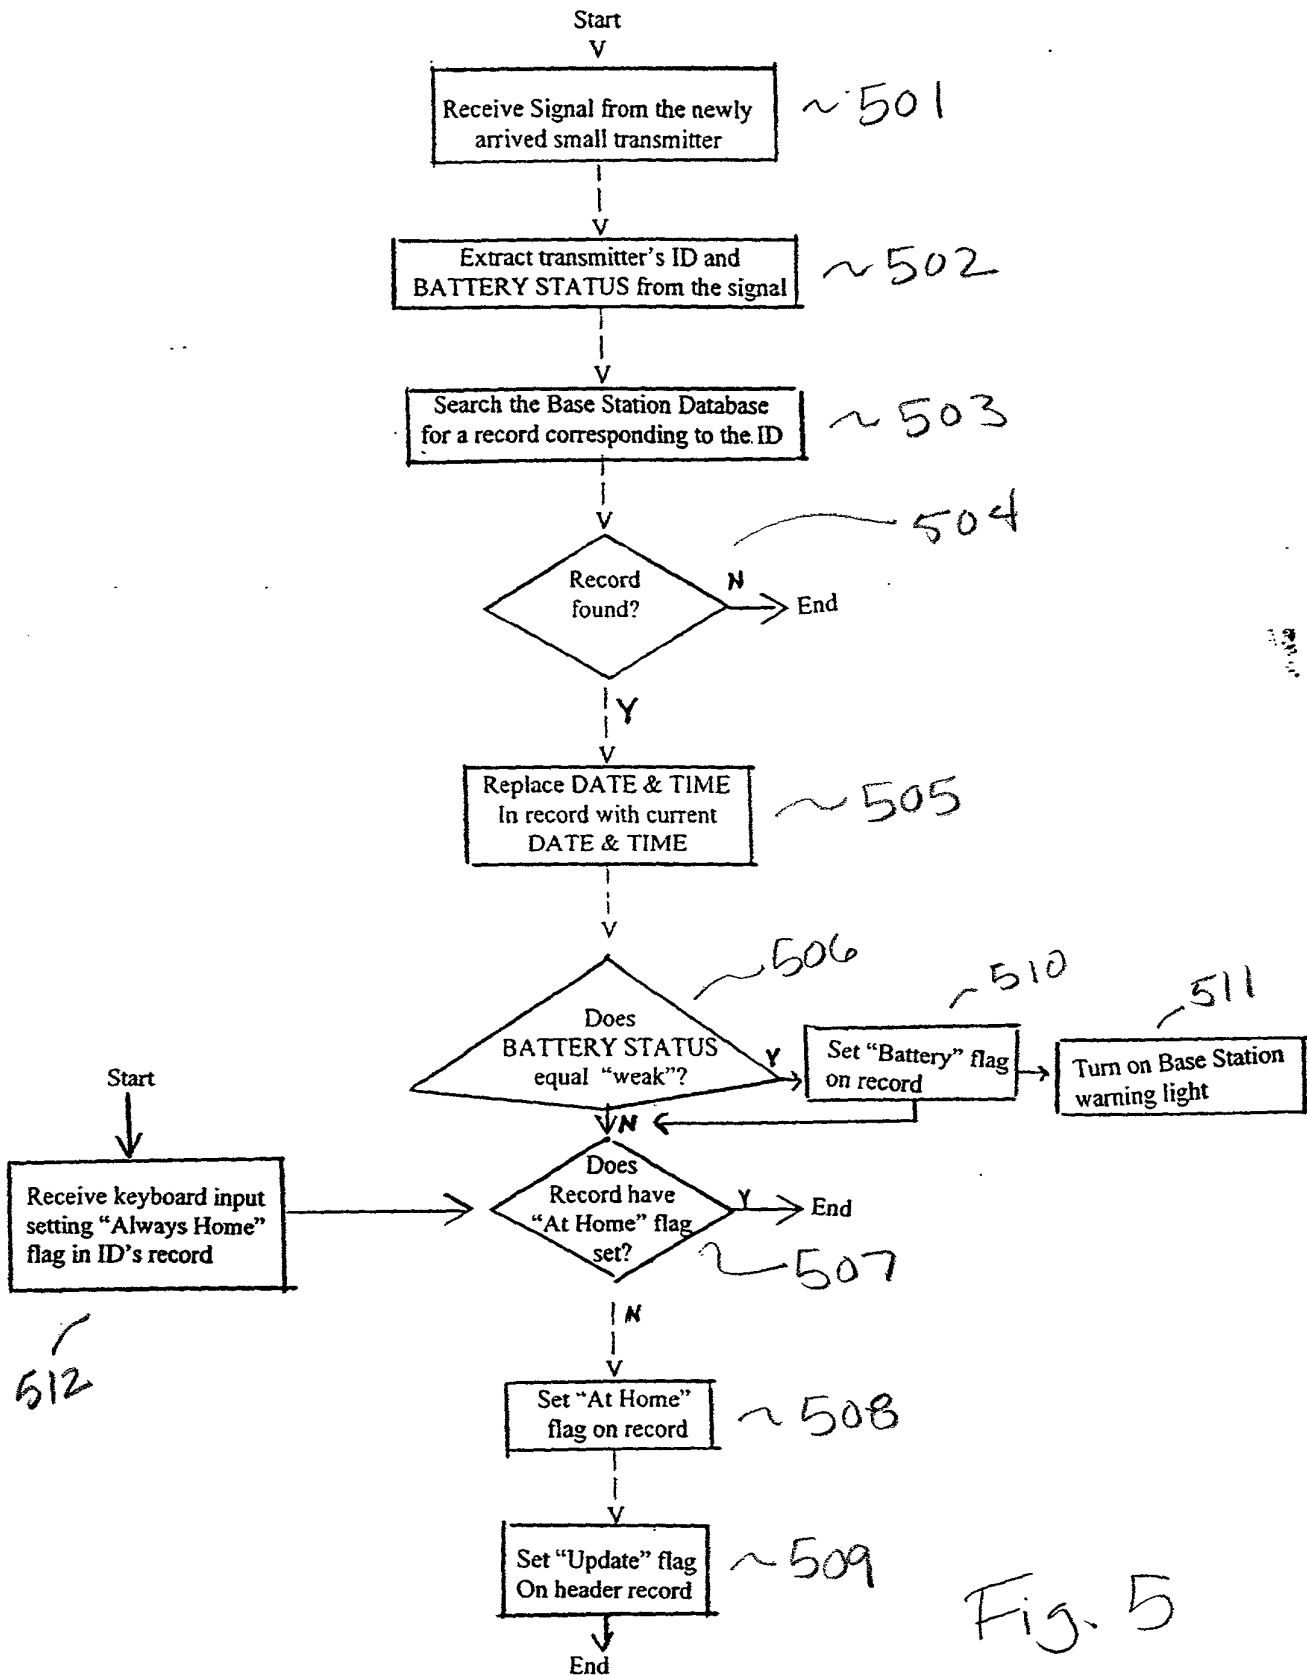 Start
Receive Signal from the newly
arrived small transmitter
~501
Extract transmitter's ID and
BATTERY STATUS from the signal
~502
Search the Base Station Database
for a record corresponding to the ID
~503
504
Record
found?
N
End
Y
Replace DATE & TIME
In record with current
DATE & TIME
~505
506
Does
BATTERY STATUS
equal "weak"?
Y
510
Set "Battery" flag
on record
511
Turn on Base Station
warning light
N
Start
Receive keyboard input
setting "Always Home"
flag in ID's record
512
Does
Record have
"At Home" flag
set?
Y
End
507
N
Set "At Home"
flag on record
~508
Set "Update" flag
On header record
~509
End
Fig. 5